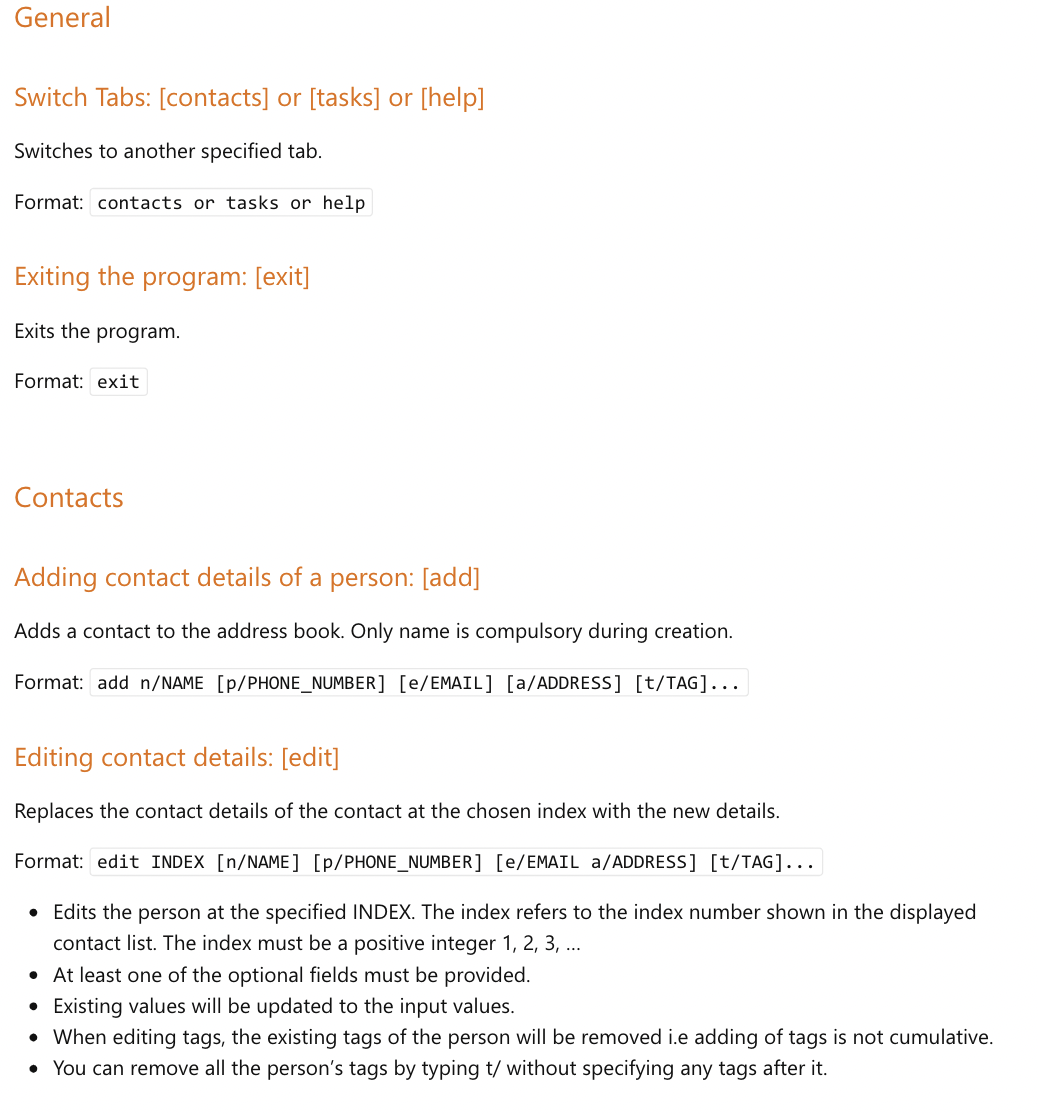 General
Switch Tabs: [contacts] or [tasks] or [help]
Switches to another specified tab.
Format: contacts or tasks or help
Exiting the program: [exit]
Exits the program.
Format: exit
Contacts
Adding contact details of a person: [add]
Adds a contact to the address book. Only name is compulsory during creation.
Format: add n/NAME [p/PHONE_NUMBER] [e/EMAIL] [a/ADDRESS] [t/TAG]...
Editing contact details: [edit]
Replaces the contact details of the contact at the chosen index with the new details.
Format: edit INDEX [n/NAME] [p/PHONE_NUMBER] [e/EMAIL a/ADDRESS] [t/TAG]...
• Edits the person at the specified INDEX. The index refers to the index number shown in the displayed
contact list. The index must be a positive integer 1, 2, 3, …
• At least one of the optional fields must be provided.
• Existing values will be updated to the input values.
• When editing tags, the existing tags of the person will be removed i.e adding of tags is not cumulative.
• You can remove all the person’s tags by typing t/ without specifying any tags after it.